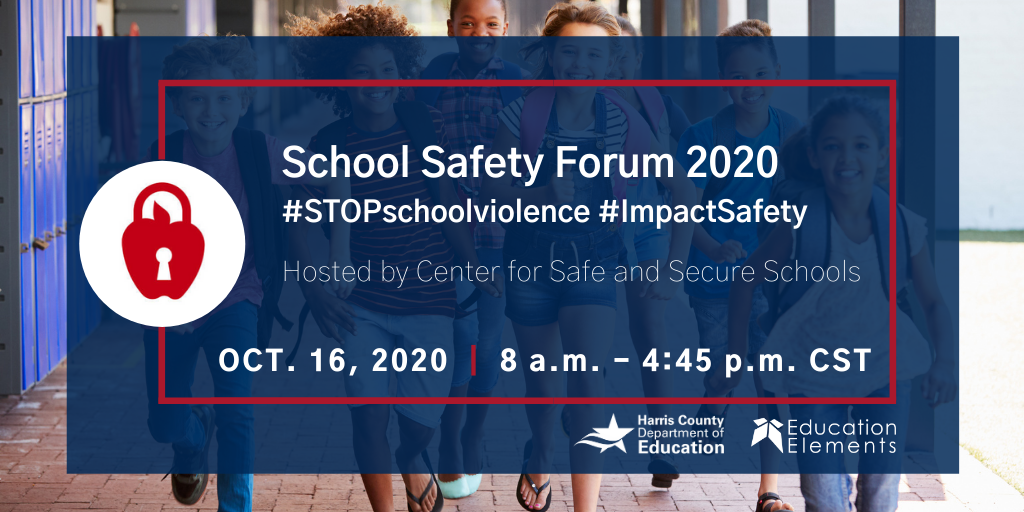 School Safety Forum 2020
#STOPschoolviolence #ImpactSafety
Hosted by Center for Safe and Secure Schools
OCT. 16, 2020 | 8 a.m. – 4:45 p.m. CST
Harris County
Department of
Education
Education
Elements